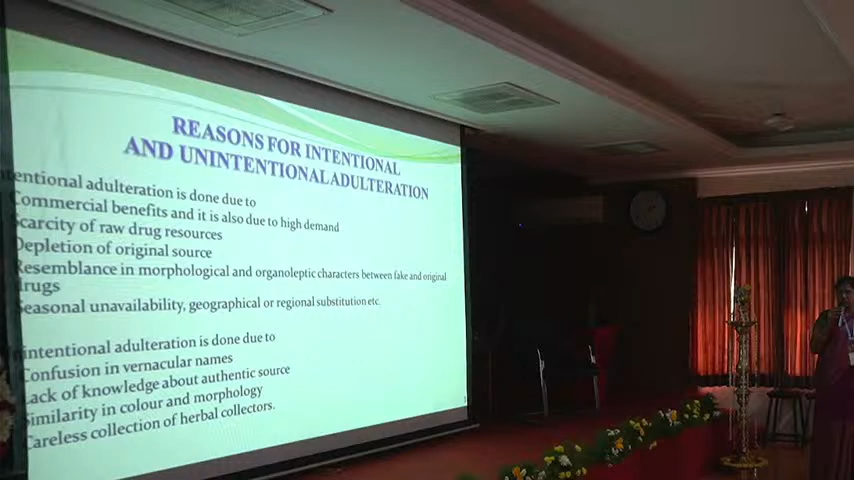 REASONS FOR INTENTIONAL
AND UNINTENTIONAL ADULTERATION
tentional adulteration is done due to
Commercial benefits and it is also due to high demand
Scarcity of raw drug resources
Depletion of original source
Resemblance in morphological and organoleptic characters between fake and original
drugs
Seasonal unavailability, geographical or regional substitution etc.
intentional adulteration is done due to
Confusion in vernacular names
Lack of knowledge about authentic source
Similarity in colour and morphology
Careless collection of herbal collectors.